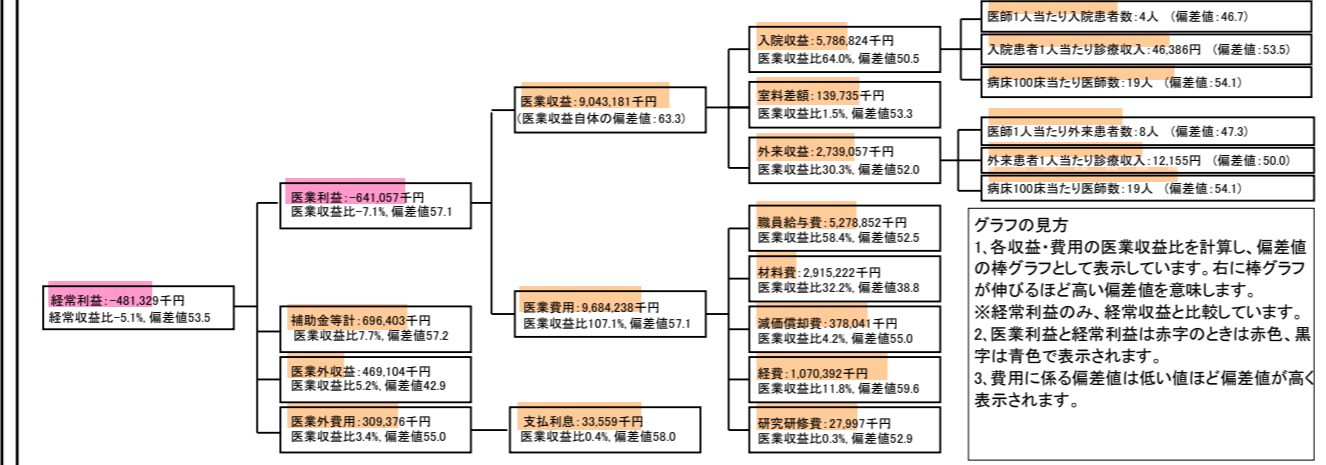 経常利益:-481,329千円
経常収益比-5.1%, 偏差値53.5
医業利益:-641,057千円
医業収益比-7.1%, 偏差値57.1
補助金等計:696,403千円
医業収益比7.7%, 偏差値57.2
医業外収益:469,104千円
医業収益比5.2%, 偏差値42.9
医業外費用:309,376千円
医業収益比3.4%, 偏差値55.0
医業収益:9,043,181千円
(医業収益自体の偏差値:63.3)
医業費用:9,684,238千円
医業収益比107.1%, 偏差値57.1
支払利息:33,559千円
医業収益比0.4%, 偏差値58.0
入院収益:5,786,824千円
医業収益比64.0%, 偏差値50.5
室料差額:139,735千円
医業収益比1.5%, 偏差値53.3
外来収益:2,739,057千円
医業収益比30.3%, 偏差値52.0
職員給与費:5,278,852千円
医業収益比58.4%, 偏差値52.5
材料費:2,915,222千円
医業収益比32.2%, 偏差値38.8
減価償却費:378,041千円
医業収益比4.2%, 偏差値55.0
経費:1,070,392千円
医業収益比11.8%, 偏差値59.6
研究研修費:27,997千円
医業収益比0.3%, 偏差値52.9
医師1人当たり入院患者数:4人 (偏差値:46.7)
入院患者1人当たり診療収入:46,386円 (偏差値:53.5)
病床100床当たり医師数:19人 (偏差値:54.1)
医師1人当たり外来患者数:8人 (偏差値:47.3)
外来患者1人当たり診療収入:12,155円 (偏差値:50.0)
病床100床当たり医師数:19人 (偏差値:54.1)
グラフの見方
1、各収益・費用の医業収益比を計算し、偏差値
の棒グラフとして表示しています。右に棒グラフ
が伸びるほど高い偏差値を意味します。
※経常利益のみ、経常収益と比較しています。
2、医業利益と経常利益は赤字のときは赤色、黒
字は青色で表示されます。
3、費用に係る偏差値は低い値ほど偏差値が高く
表示されます。